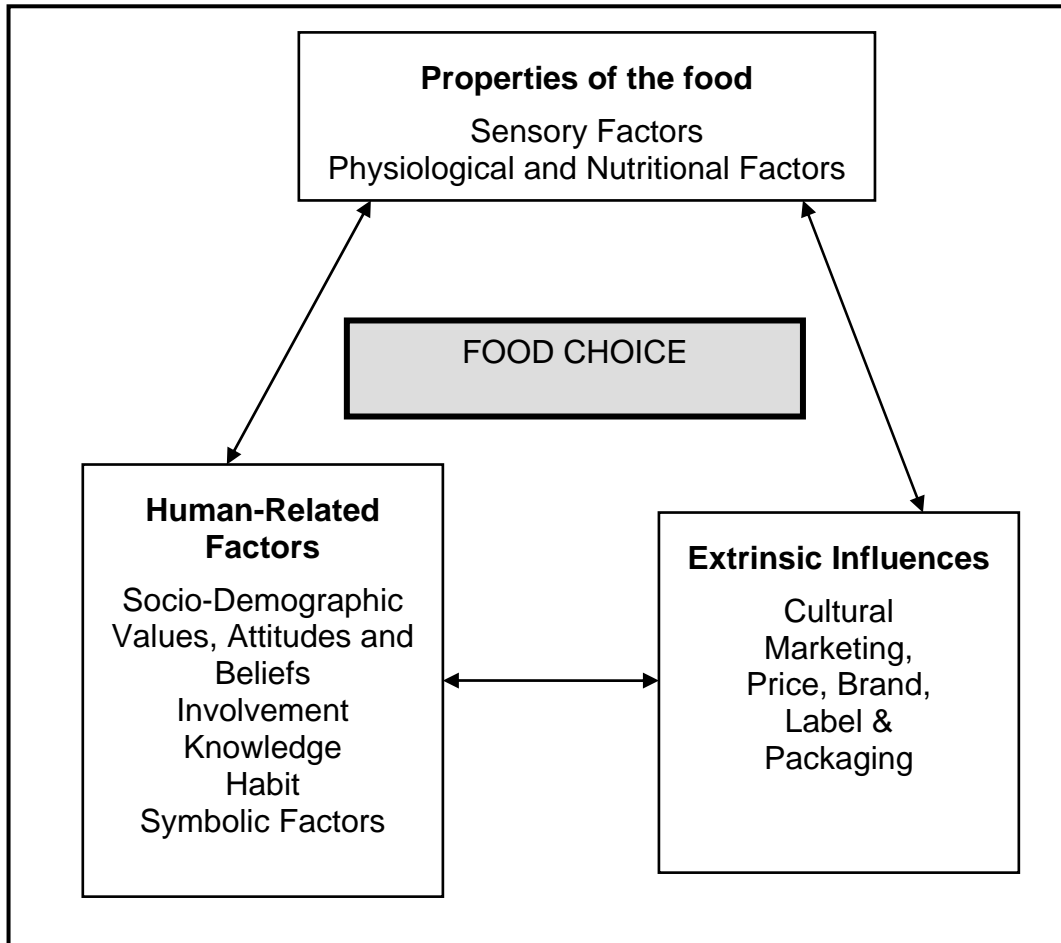 Properties of the food
Sensory Factors
Physiological and Nutritional Factors
FOOD CHOICE
Human-Related
Factors
Socio-Demographic
Values, Attitudes and
Beliefs
Involvement
Knowledge
Habit
Symbolic Factors
Extrinsic Influences
Cultural
Marketing,
Price, Brand,
Label &
Packaging